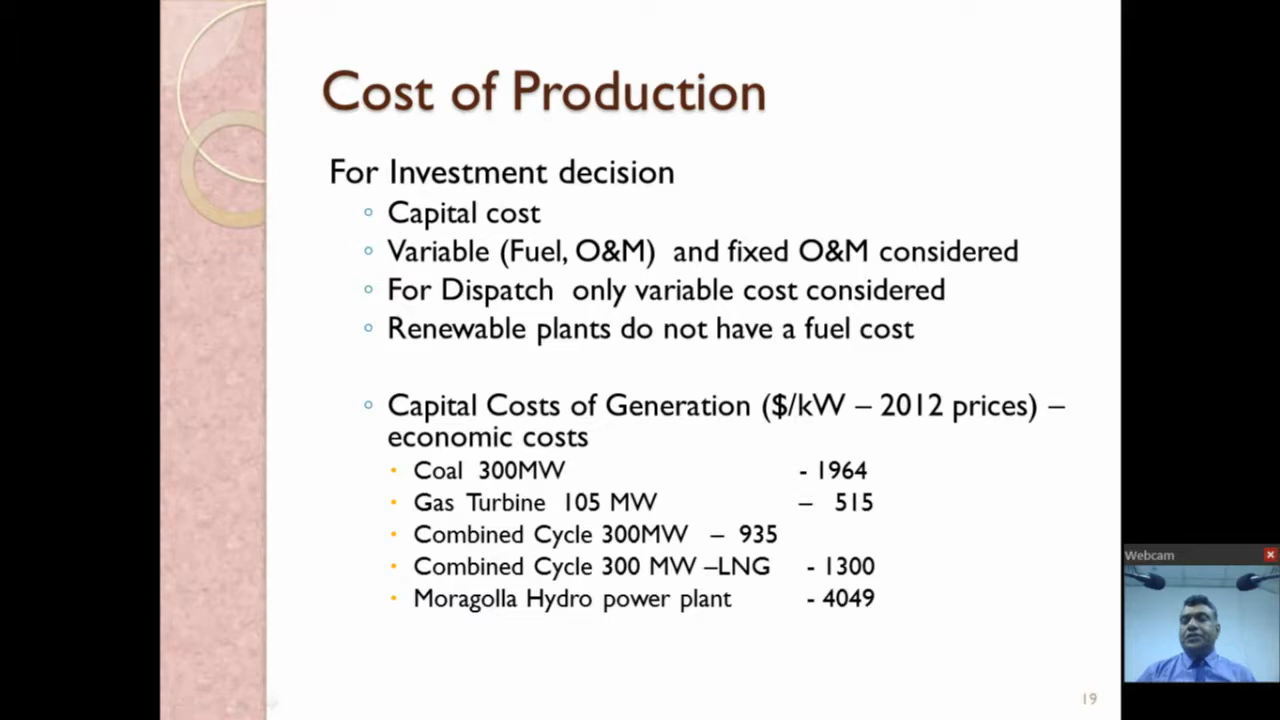 Cost of Production
For Investment decision
Capital cost
Variable (Fuel, O&M) and fixed O&M considered
For Dispatch only variable cost considered
Renewable plants do not have a fuel cost
Capital Costs of Generation ($/kW – 2012 prices) –
economic costs
Coal 300MW - 1964
Gas Turbine 105 MW – 515
Combined Cycle 300MW – 935
Combined Cycle 300 MW –LNG - 1300
Moragolla Hydro power plant - 4049
Webcam
19